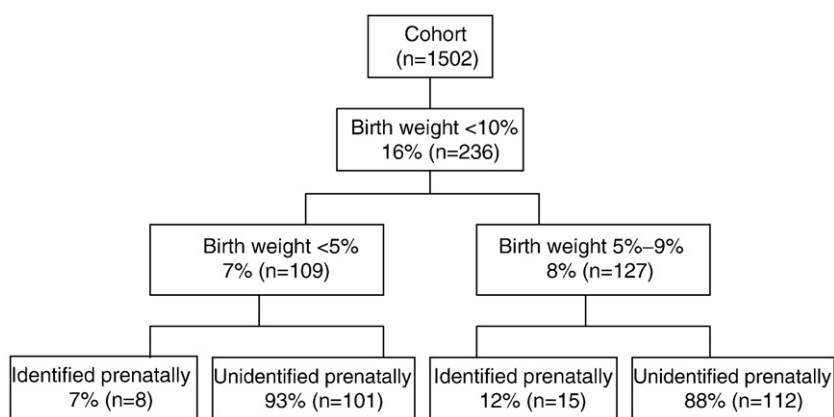 Cohort
(n=1502)
Birth weight <10%
16% (n=236)
Birth weight <5%
7% (n=109)
Birth weight 5%–9%
8% (n=127)
Identified prenatally
7% (n=8)
Unidentified prenatally
93% (n=101)
Identified prenatally
12% (n=15)
Unidentified prenatally
88% (n=112)